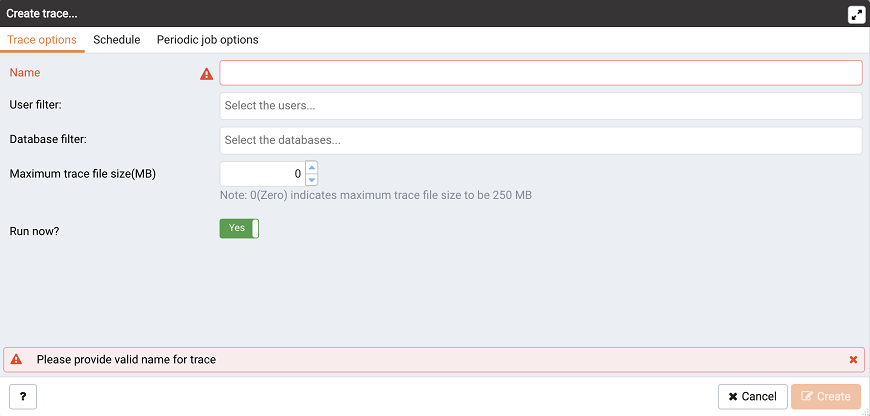 Create trace...
Trace options Schedule Periodic job options
Name
User filter: Select the users...
Database filter: Select the databases...
Maximum trace file size(MB) 0
Note: 0(Zero) indicates maximum trace file size to be 250 MB
Run now? Yes
Please provide valid name for trace
? Cancel Create